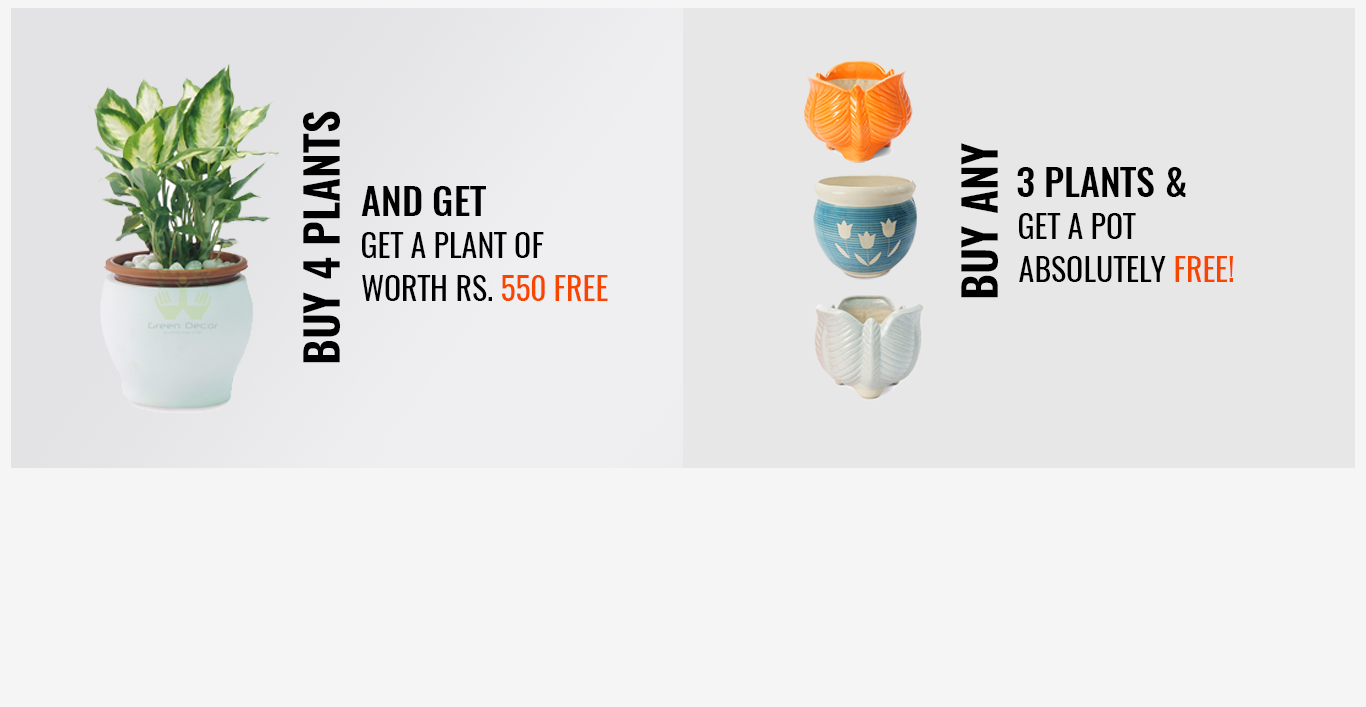 BUY 4 PLANTS
AND GET
GET A PLANT OF
WORTH RS. 550 FREE
Green Decor
BUY ANY
3 PLANTS &
GET A POT
ABSOLUTELY FREE!